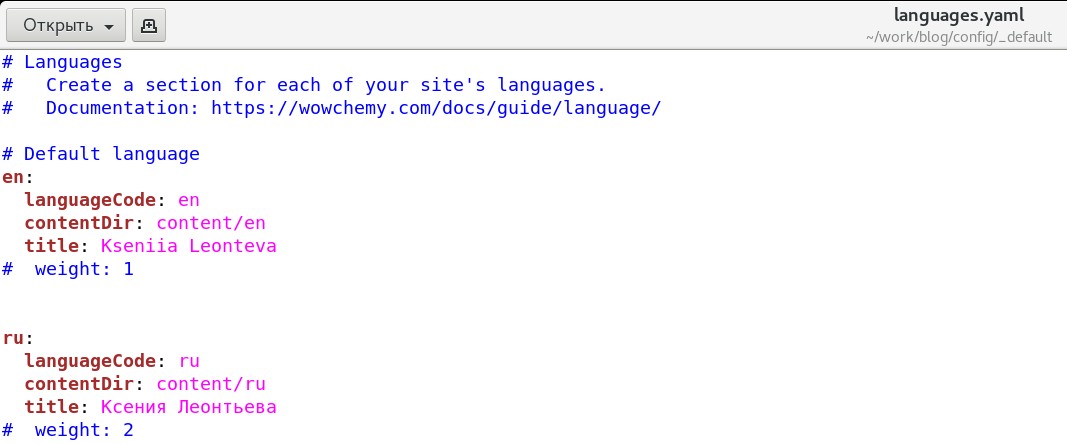 Открыть
languages.yaml
~/work/blog/config/_default
# Languages
#   Create a section for each of your site's languages.
#   Documentation: https://wowchemy.com/docs/guide/language/
# Default language
en:
  languageCode: en
  contentDir: content/en
  title: Kseniia Leonteva
#  weight: 1
ru:
  languageCode: ru
  contentDir: content/ru
  title: Ксения Леонтьева
#  weight: 2